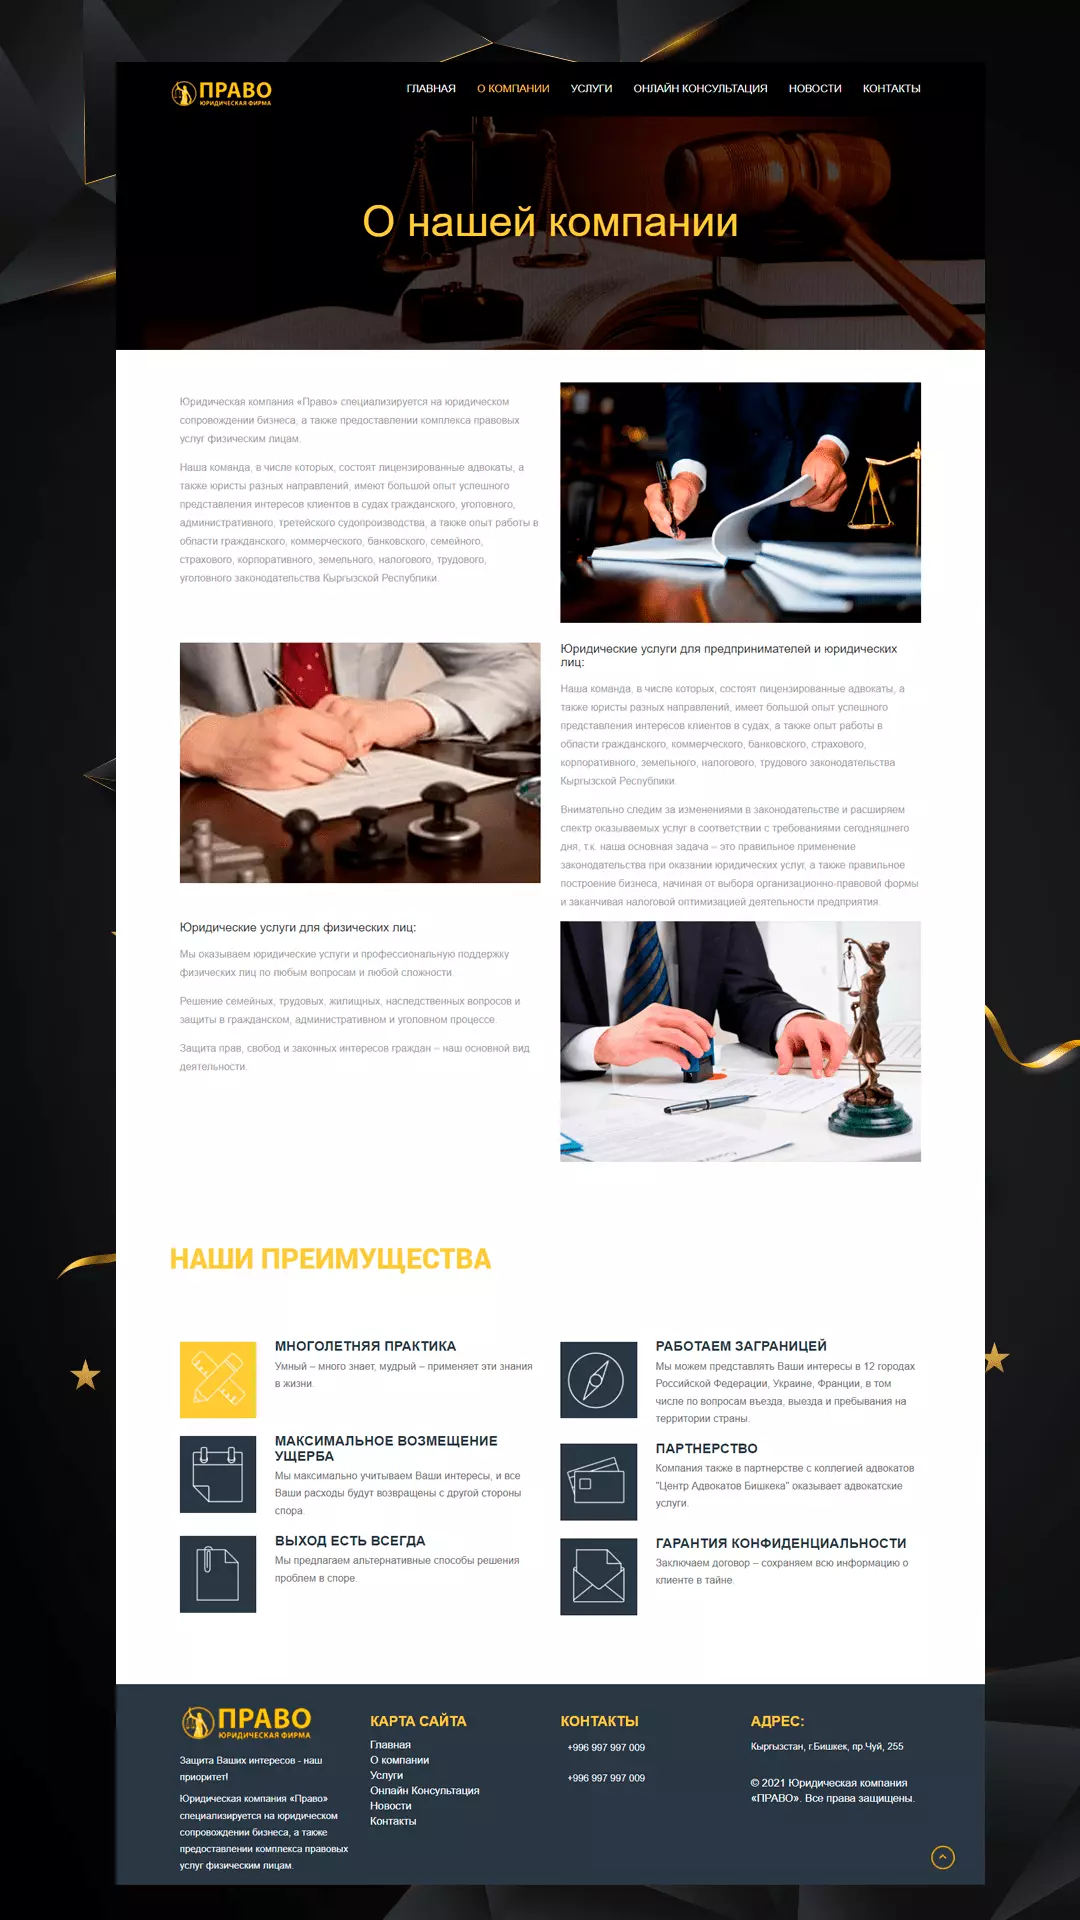 ПРАВО
ЮРИДИЧЕСКАЯ ФИРМА
ГЛАВНАЯ О КОМПАНИИ УСЛУГИ ОНЛАЙН КОНСУЛЬТАЦИЯ НОВОСТИ КОНТАКТЫ
О нашей компании
Юридическая компания «Право» специализируется на юридическом
сопровождении бизнеса, а также предоставлении комплекса правовых
услуг физическим лицам.
Наша команда, в числе которых, состоят лицензированные адвокаты, а
также юристы разных направлений, имеют большой опыт успешного
представления интересов клиентов в судах гражданского, уголовного,
административного, третейского судопроизводства, а также опыт работы в
области гражданского, коммерческого, банковского, семейного,
страхового, корпоративного, земельного, налогового, трудового,
уголовного законодательства Кыргызской Республики.
Юридические услуги для предпринимателей и юридических
лиц:
Наша команда, в числе которых, состоят лицензированные адвокаты, а
также юристы разных направлений, имеет большой опыт успешного
представления интересов клиентов в судах, а также опыт работы в
области гражданского, коммерческого, банковского, страхового,
корпоративного, земельного, налогового, трудового законодательства
Кыргызской Республики.
Внимательно следим за изменениями в законодательстве и расширяем
спектр оказываемых услуг в соответствии с требованиями сегодняшнего
дня, т.к. наша основная задача – это правильное применение
законодательства при оказании юридических услуг, а также правильное
построение бизнеса, начиная от выбора организационно-правовой формы
и заканчивая налоговой оптимизацией деятельности предприятия.
Юридические услуги для физических лиц:
Мы оказываем юридические услуги и профессиональную поддержку
физических лиц по любым вопросам и любой сложности.
Решение семейных, трудовых, жилищных, наследственных вопросов и
защиты в гражданском, административном и уголовном процессе.
Защита прав, свобод и законных интересов граждан – наш основной вид
деятельности.
НАШИ ПРЕИМУЩЕСТВА
МНОГОЛЕТНЯЯ ПРАКТИКА
Умный – много знает, мудрый – применяет эти знания
в жизни.
МАКСИМАЛЬНОЕ ВОЗМЕЩЕНИЕ
УЩЕРБА
Мы максимально учитываем Ваши интересы, и все
Ваши расходы будут возвращены с другой стороны
спора.
ВЫХОД ЕСТЬ ВСЕГДА
Мы предлагаем альтернативные способы решения
проблем в споре.
РАБОТАЕМ ЗАГРАНИЦЕЙ
Мы можем представлять Ваши интересы в 12 городах
Российской Федерации, Украине, Франции, в том
числе по вопросам въезда, выезда и пребывания на
территории страны.
ПАРТНЕРСТВО
Компания также в партнерстве с коллегией адвокатов
"Центр Адвокатов Бишкека" оказывает адвокатские
услуги.
ГАРАНТИЯ КОНФИДЕНЦИАЛЬНОСТИ
Заключаем договор – сохраняем всю информацию о
клиенте в тайне.
ПРАВО
ЮРИДИЧЕСКАЯ ФИРМА
Защита Ваших интересов - наш
приоритет!
Юридическая компания «Право»
специализируется на юридическом
сопровождении бизнеса, а также
предоставлении комплекса правовых
услуг физическим лицам.
КАРТА САЙТА
Главная
О компании
Услуги
Онлайн Консультация
Новости
Контакты
КОНТАКТЫ
+996 997 997 009
+996 997 997 009
АДРЕС:
Кыргызстан, г.Бишкек, пр.Чуй, 255
© 2021 Юридическая компания
«ПРАВО». Все права защищены.